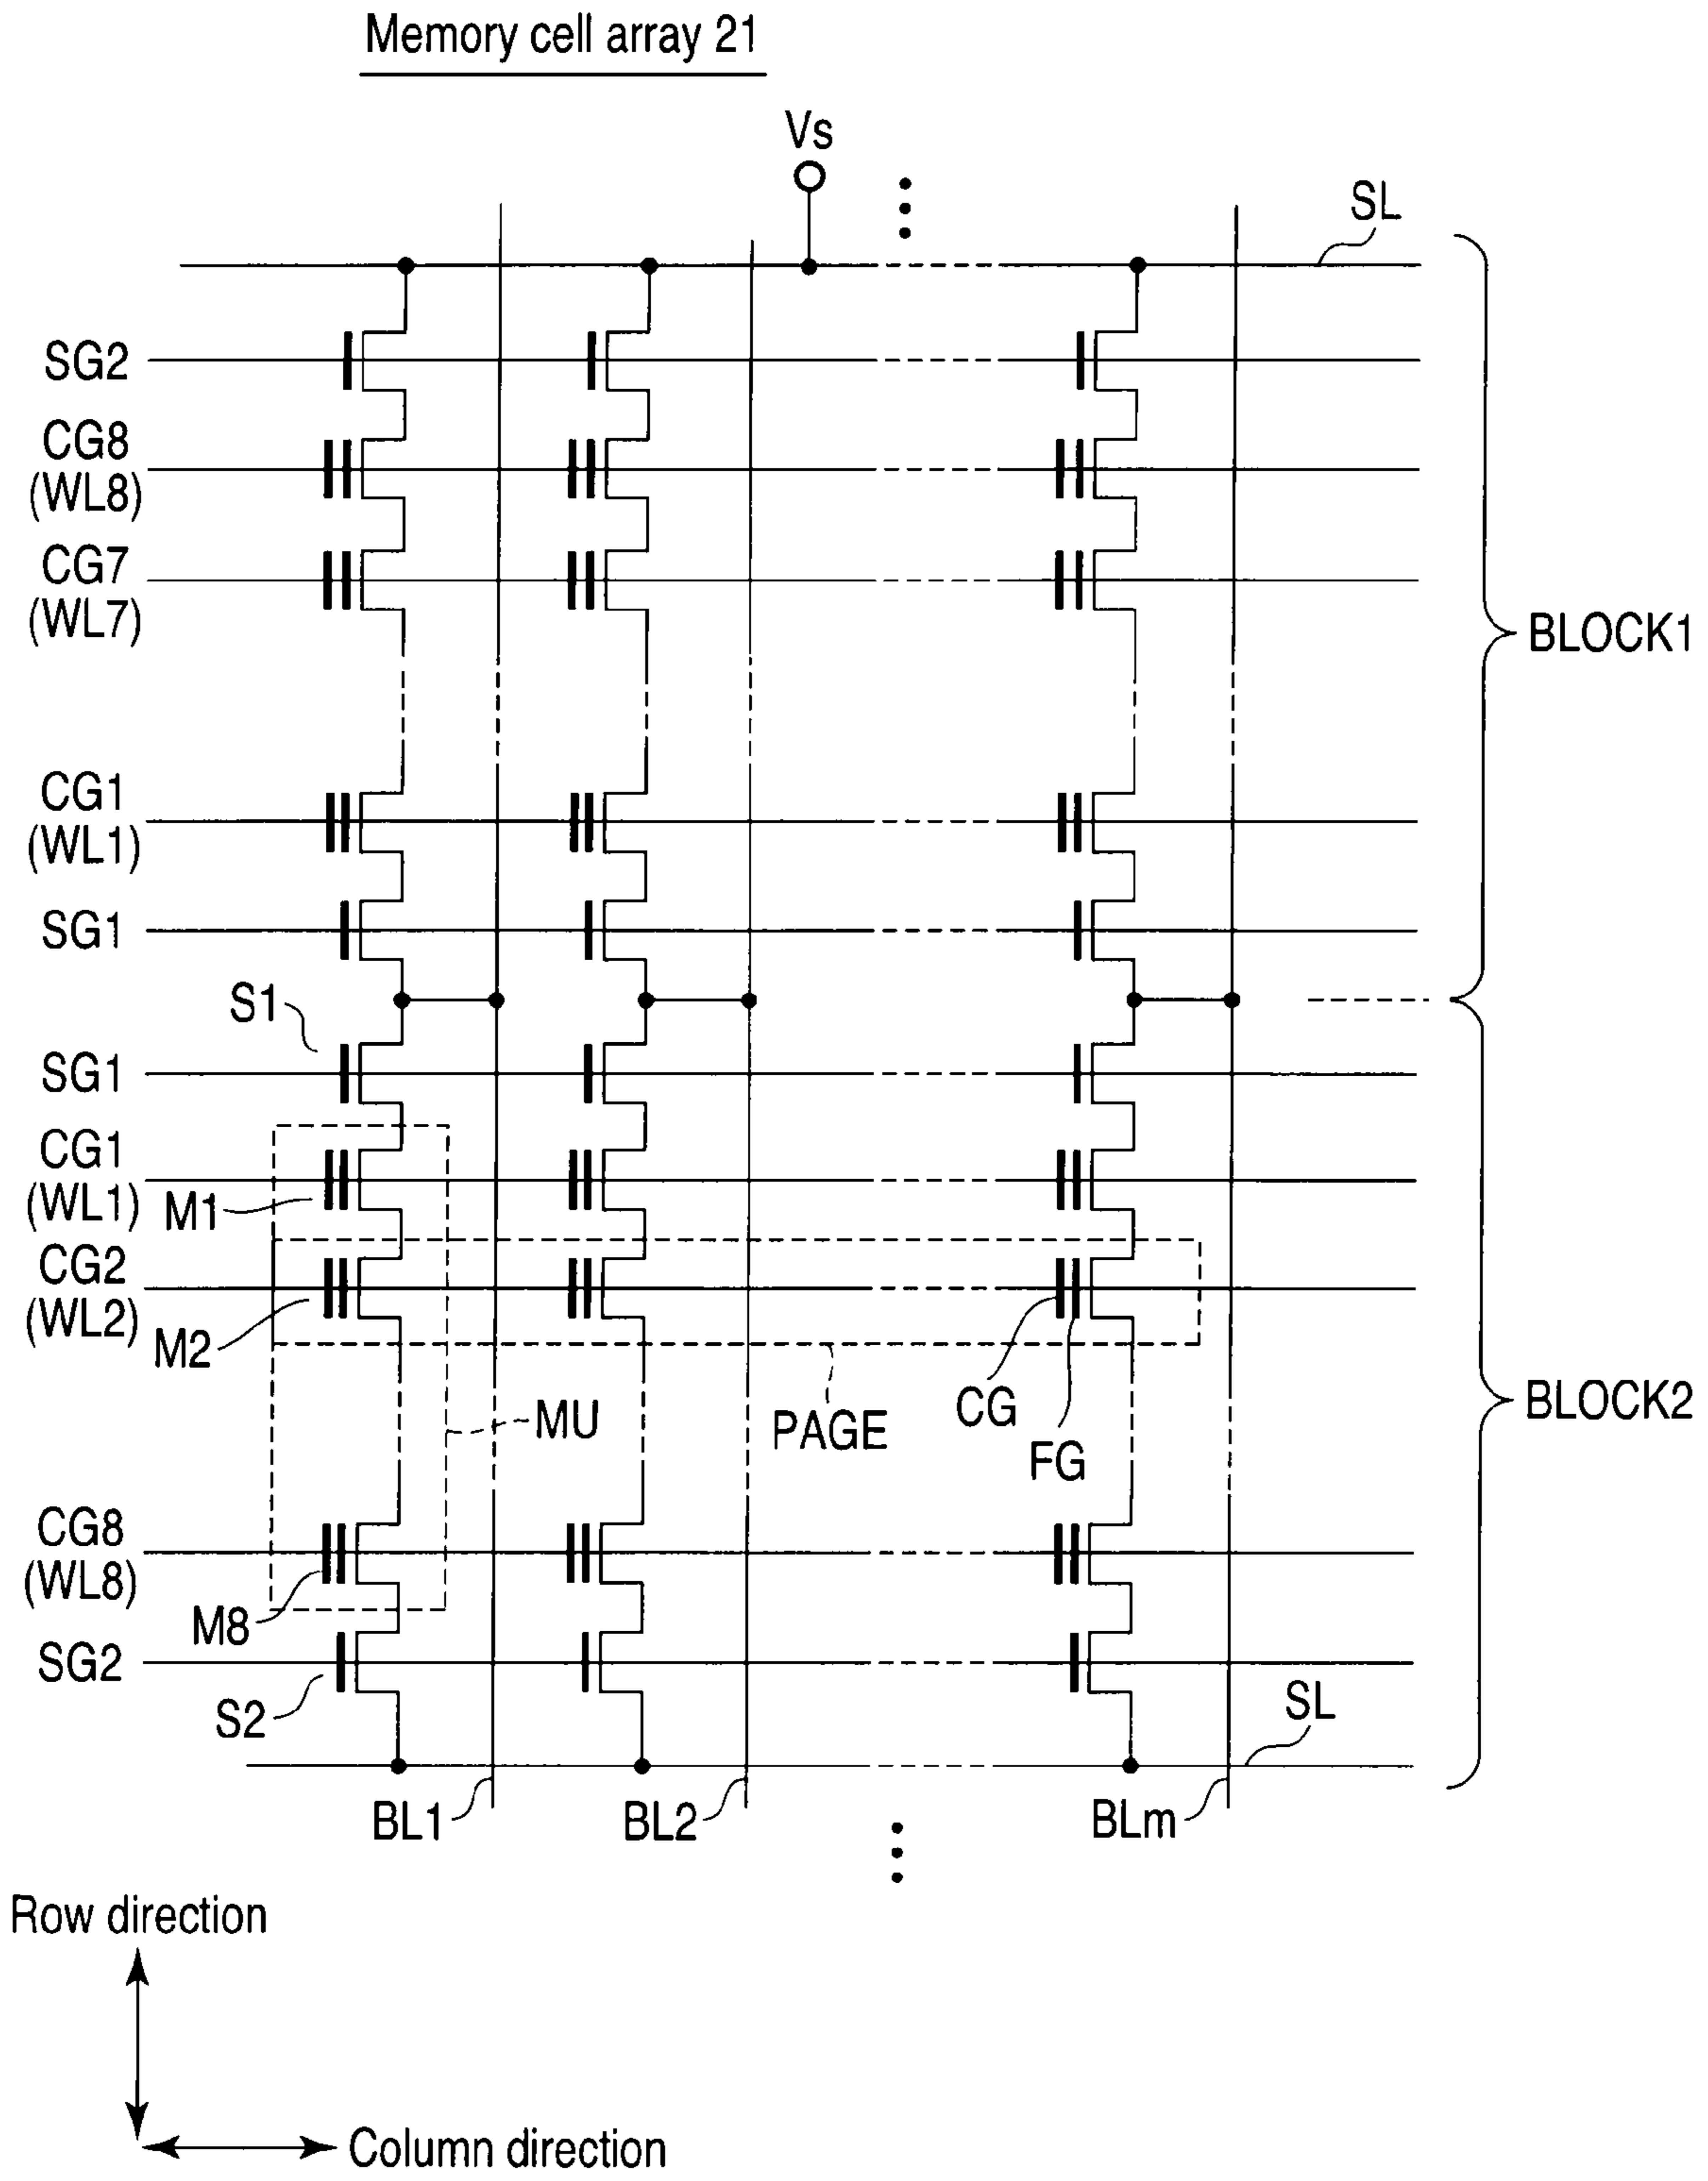 Memory cell array 21
Vs
SL
SG2
CG8
(WL8)
CG7
(WL7)
BLOCK1
CG1
(WL1)
SG1
S1
SG1
CG1
(WL1)
M1
CG2
(WL2)
M2
CG
PAGE
MU
FG
BLOCK2
CG8
(WL8)
M8
SG2
S2
SL
BL1
BL2
BLm
Row direction
Column direction